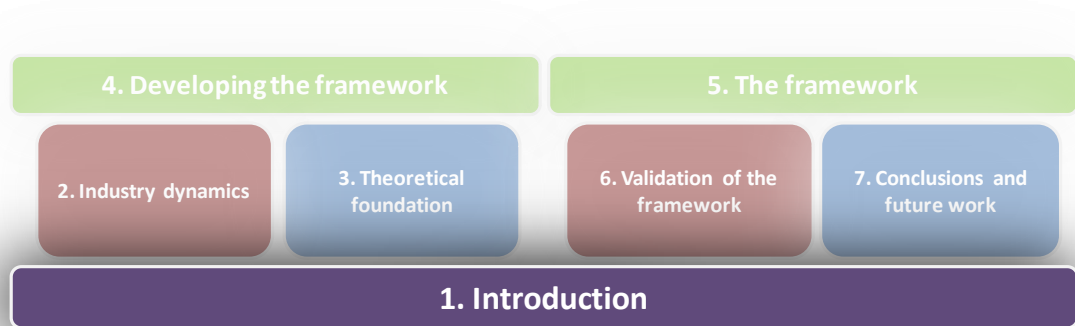 4. Developing the framework
5. The framework
2. Industry dynamics
3. Theoretical
foundation
6. Validation of the
framework
7. Conclusions and
future work
1. Introduction